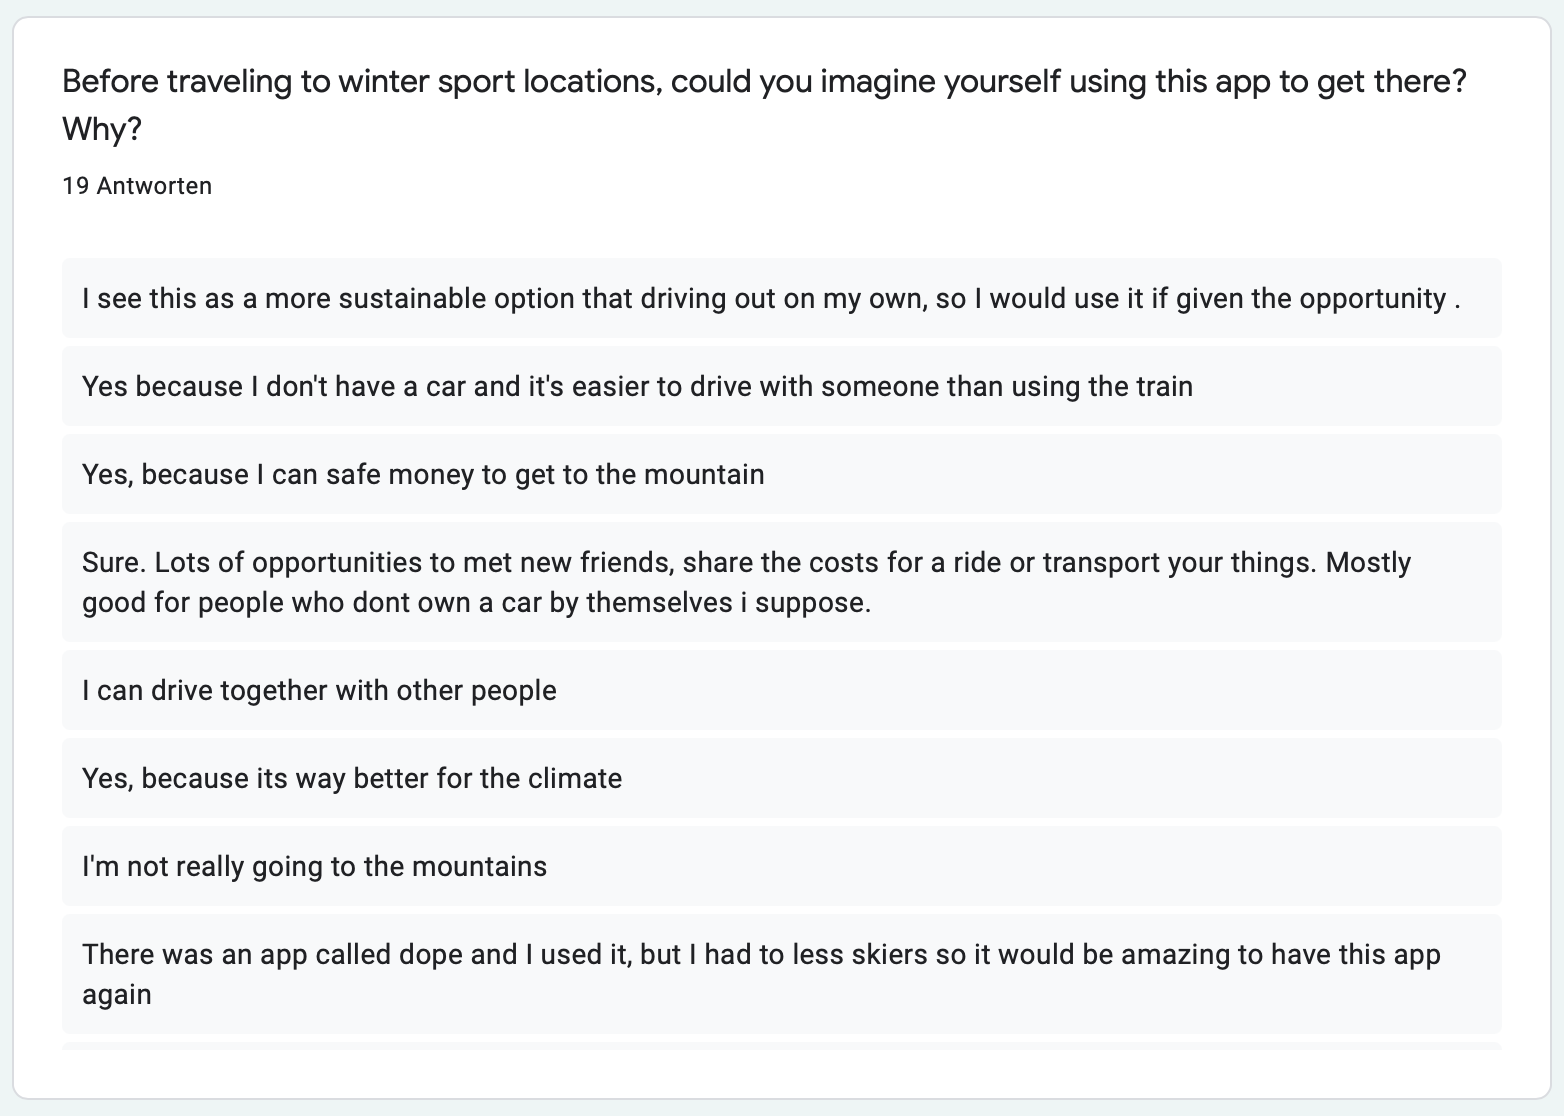 Before traveling to winter sport locations, could you imagine yourself using this app to get there?
Why?
19 Antworten
I see this as a more sustainable option that driving out on my own, so I would use it if given the opportunity .
Yes because I don't have a car and it's easier to drive with someone than using the train
Yes, because I can safe money to get to the mountain
Sure. Lots of opportunities to met new friends, share the costs for a ride or transport your things. Mostly
good for people who dont own a car by themselves i suppose.
I can drive together with other people
Yes, because its way better for the climate
I'm not really going to the mountains
There was an app called dope and I used it, but I had to less skiers so it would be amazing to have this app
again